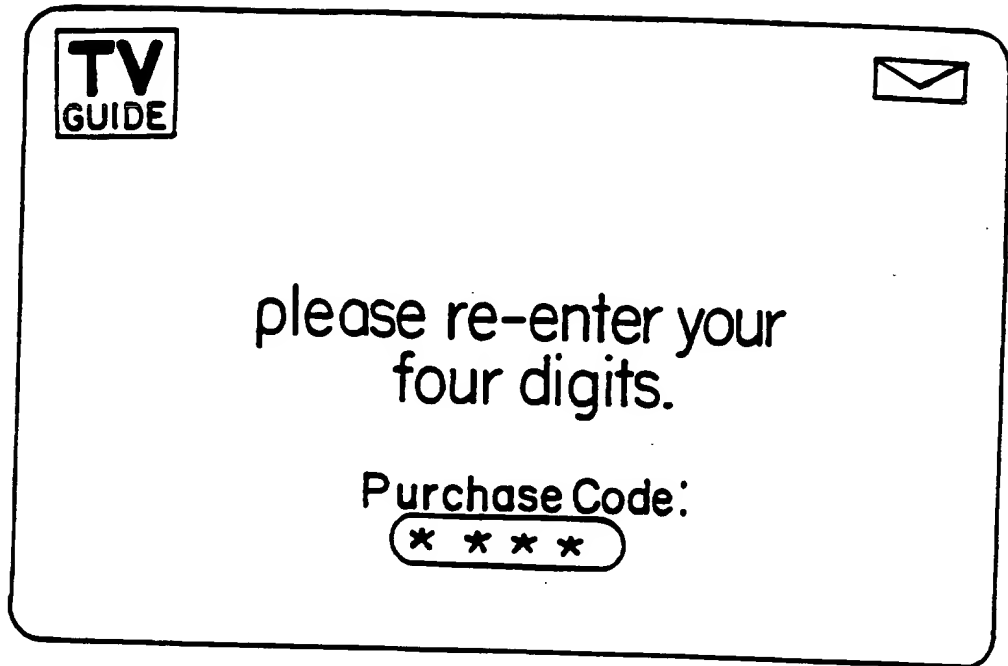 TV
GUIDE
please re-enter your
four digits.
Purchase Code:
* * * *